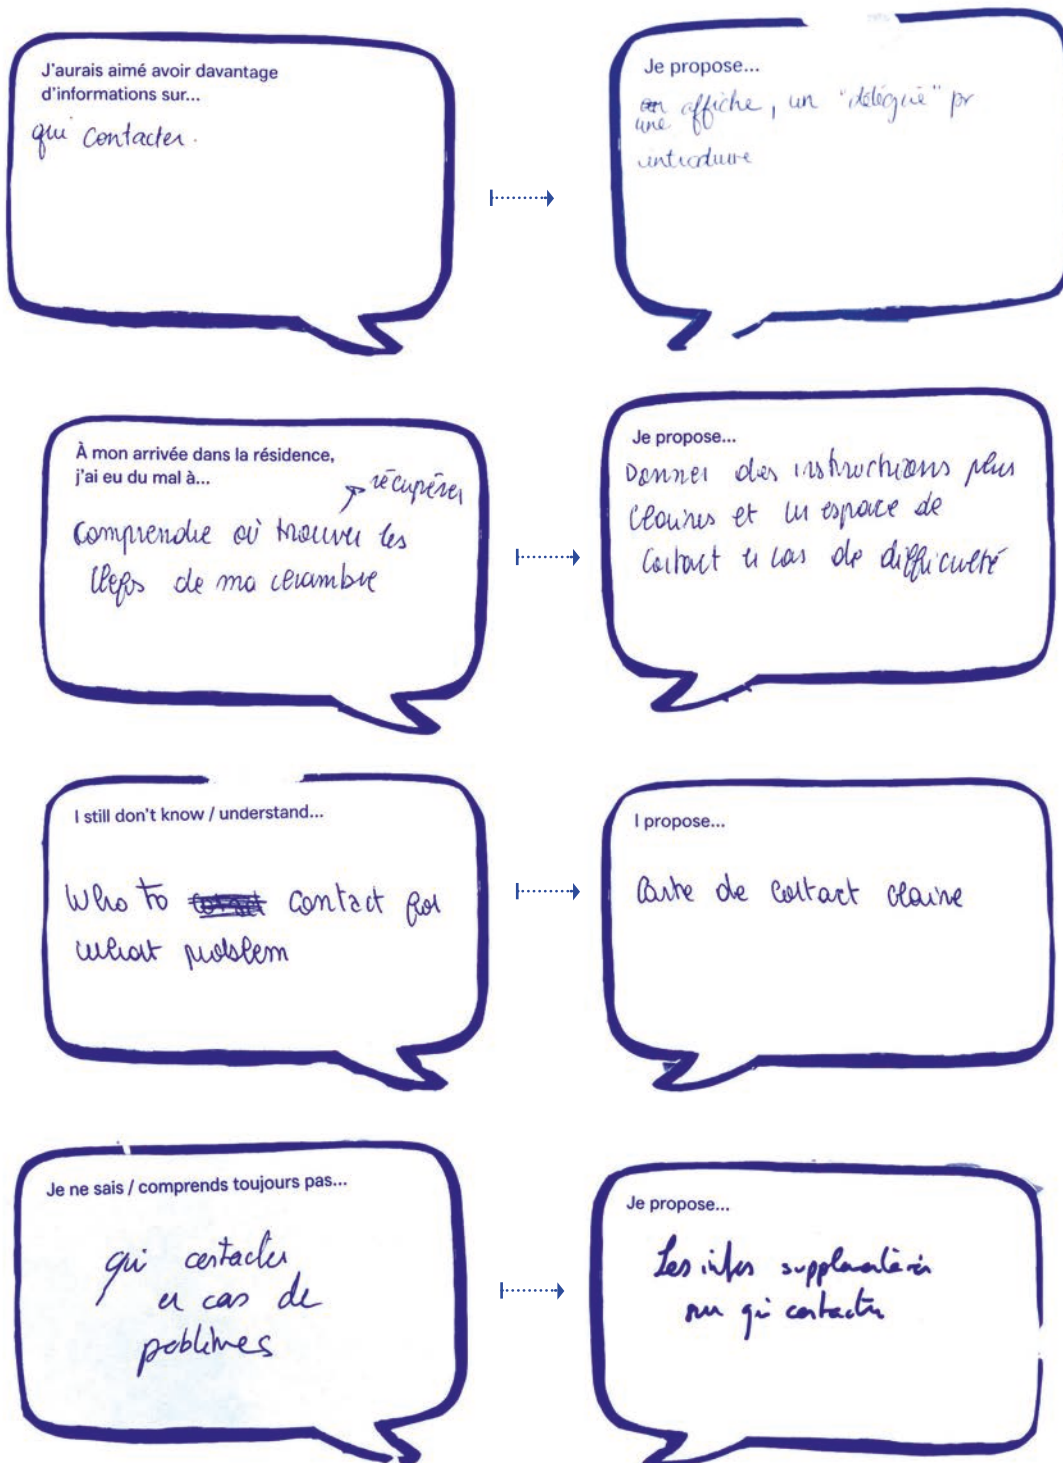 J'aurais aimé avoir davantage
d'informations sur...
qui contacter.
Je propose...
une affiche, un "délégué" pr
introduire
À mon arrivée dans la résidence,
j'ai eu du mal à...
récupérer
comprendre où trouver les
clefs de ma chambre
Je propose...
Donner des instructions plus
claires et un espace de
contact en cas de difficulté
I still don't know / understand...
Who to contact for
what problem
I propose...
Carte de contact claire
Je ne sais / comprends toujours pas...
qui contacter
en cas de
poblèmes
Je propose...
Les infos supplementaires
sur qui contacter